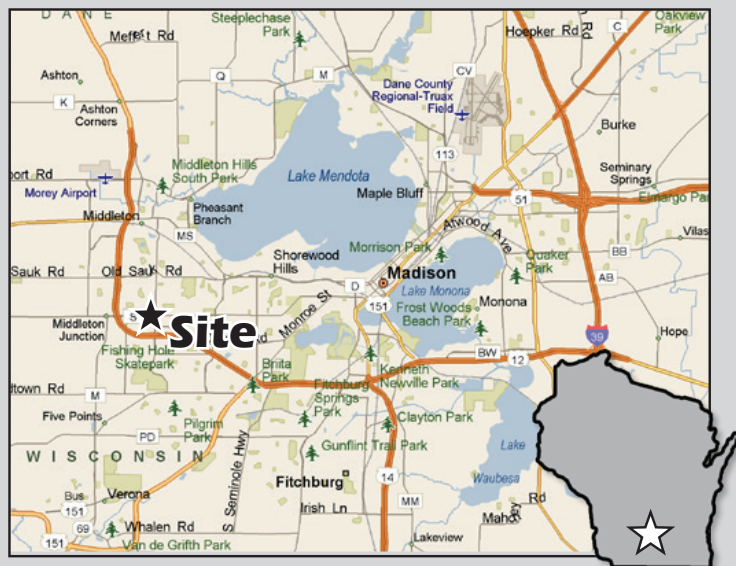 DANE
Steeplechase
Park
Meffert Rd
Hoepker Rd
Rd
C
Oakview
Park
Ashton
Q
M
CV
Dane County
Regional-Truax
Field
K
Ashton
Corners
Burke
113
Middleton Hills
South Park
Lake Mendota
ort Rd
Morey Airport
Maple Bluff
Seminary
Springs
Elmargo Par
51
Pheasant
Branch
Middleton
Atwood Ave
MS
Vilas
Morrison Park
BB
Shorewood
Hills
Quaker
Park
Sauk Rd
Old Sauk Rd
Madison
AB
D
Lake Monona
S
151
Monona
Monroe St
Frost Woods
Beach Park
Site
Middleton
Junction
Rd
39
Hope
Fishing Hole
Skatepark
BW
12
Briita
Park
Kenneth
Newville Park
dtown Rd
Fitchburg
Springs
Park
M
Five Points
Pilgrim
Park
Clayton Park
PD
Gunflint Trail Park
WISCONSIN
Lake
Waubesa
S Seminole Hwy
Fitchburg
14
Bus
151
Verona
MM
Irish Ln
Rd
69
Whalen Rd
151
Van de Grifth Park
Lakeview